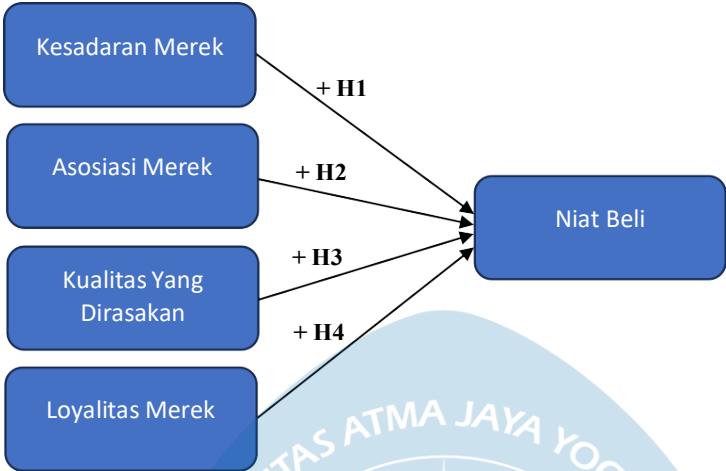 Kesadaran Merek
+ H1
Asosiasi Merek
+ H2
Niat Beli
Kualitas Yang
Dirasakan
+ H3
+ H4
Loyalitas Merek
ATMA JAYA